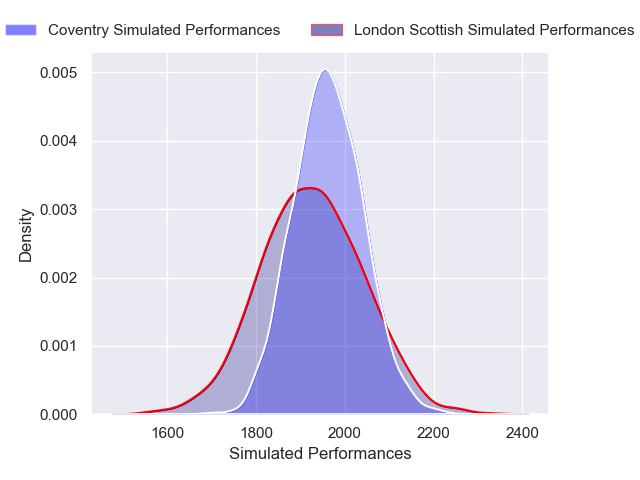 Coventry Simulated Performances London Scottish Simulated Performances
0.005
0.004
0.003
0.002
0.001
0.000
Density
1600 1800 2000 2200 2400
Simulated Performances